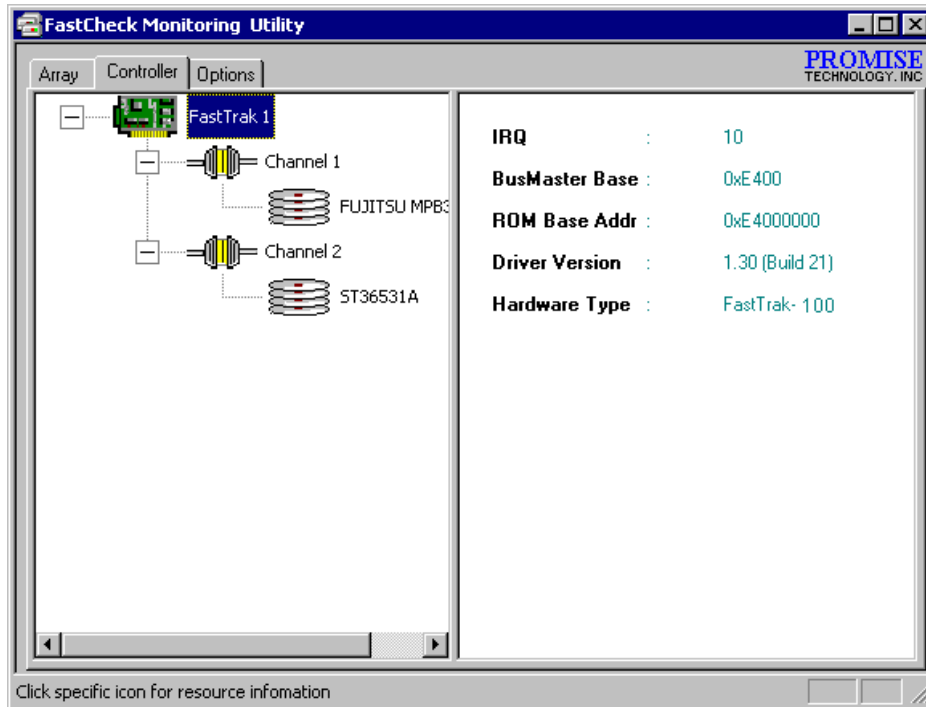 FastCheck Monitoring Utility
Array Controller Options
PROMISE
TECHNOLOGY. INC
FastTrak 1
Channel 1
FUJITSU MPB3
Channel 2
ST36531A
IRQ : 10
BusMaster Base : 0xE400
ROM Base Addr : 0xE4000000
Driver Version : 1.30 (Build 21)
Hardware Type : FastTrak- 100
Click specific icon for resource infomation